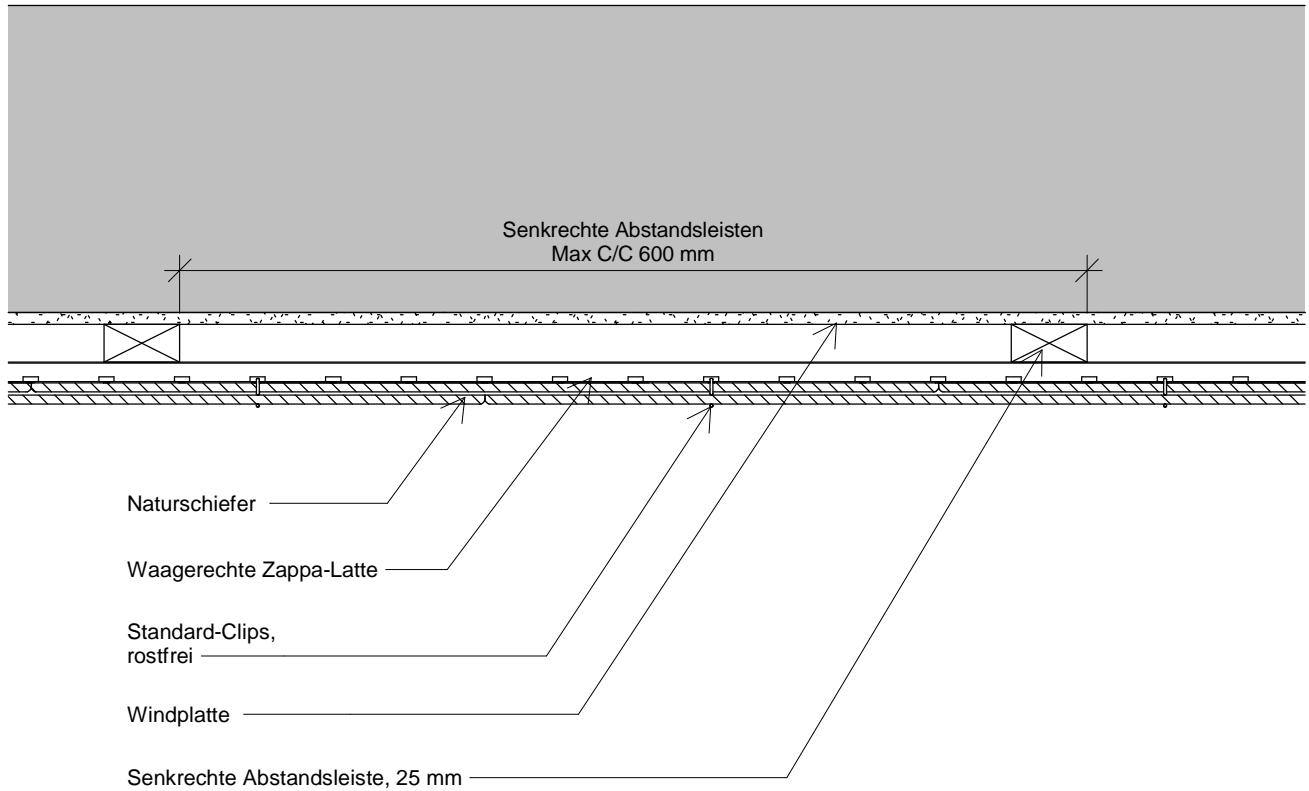 Senkrechte Abstandsleisten
Max C/C 600 mm
Naturschiefer
Waagerechte Zappa-Latte
Standard-Clips,
rostfrei
Windplatte
Senkrechte Abstandsleiste, 25 mm